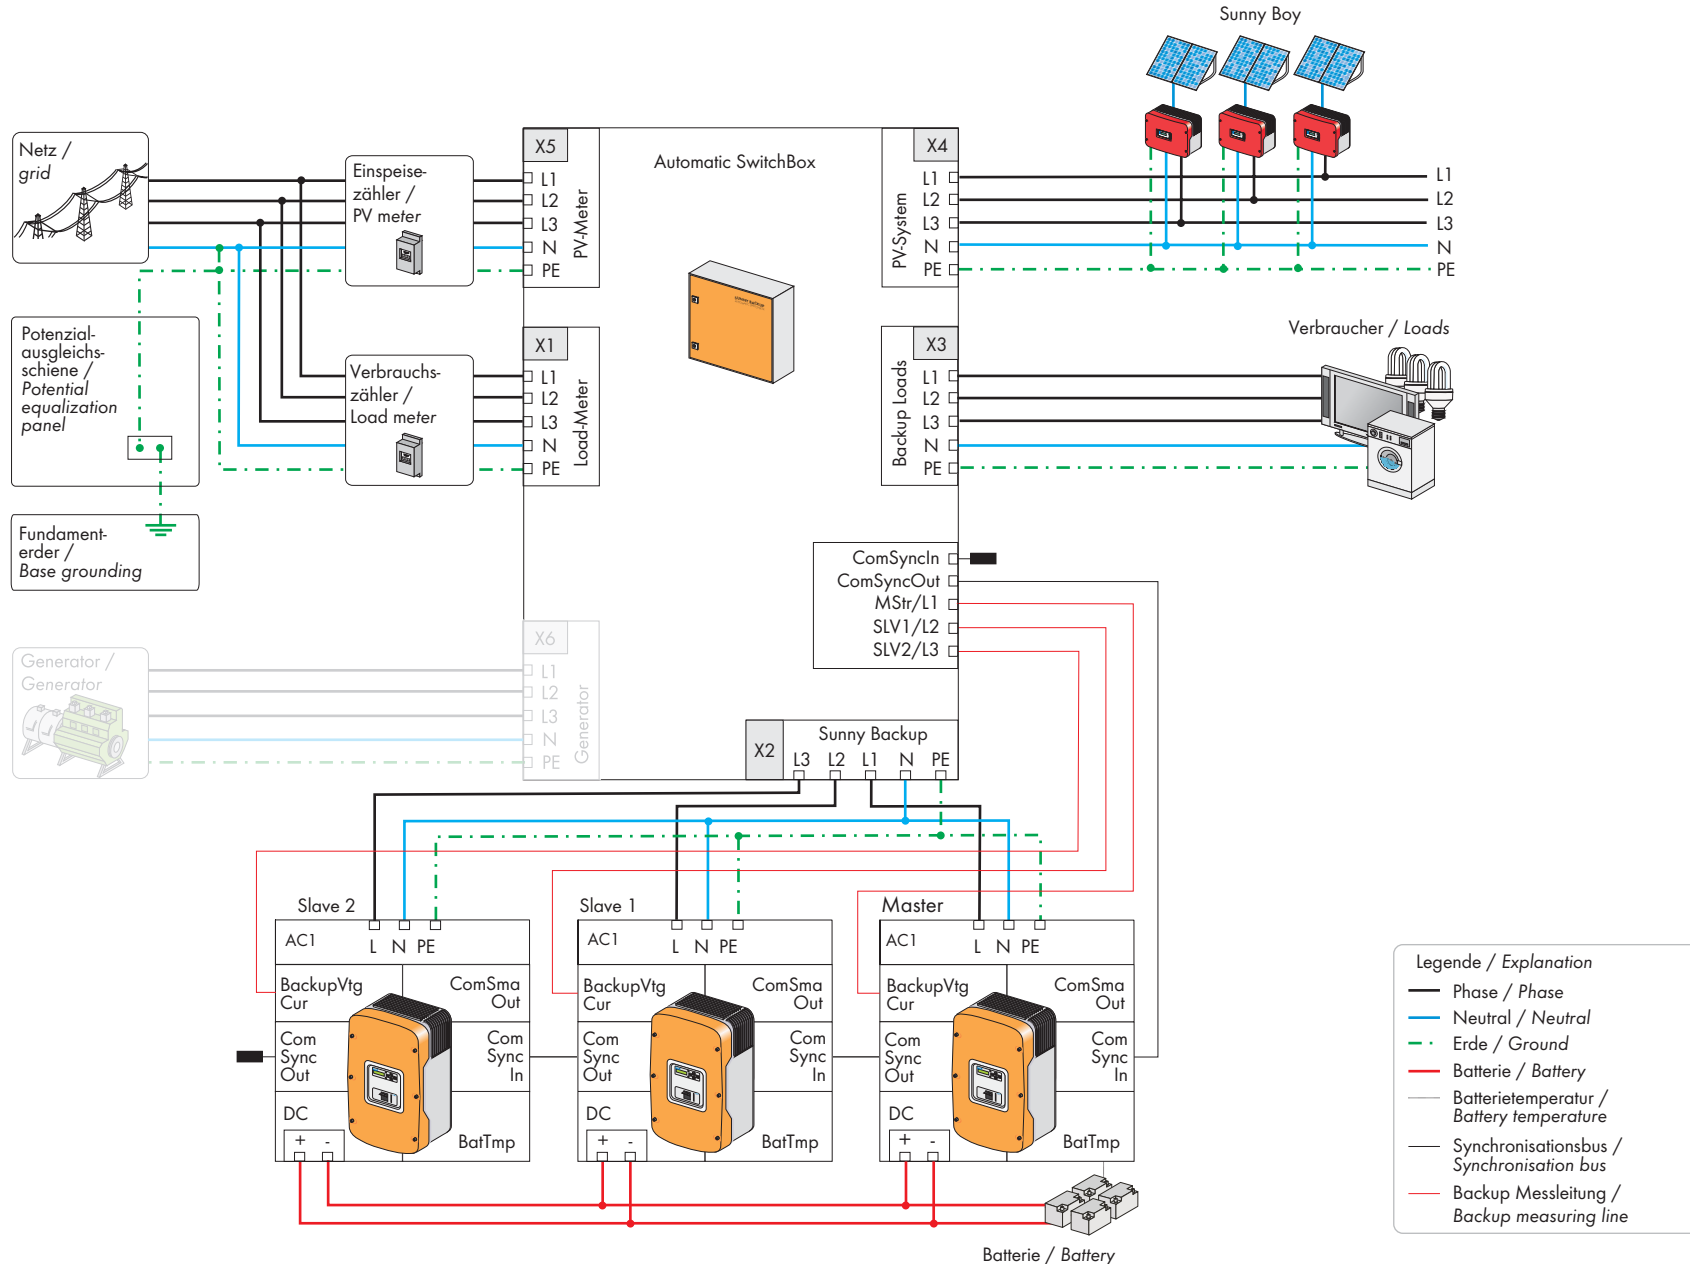 Sunny Boy
Netz /
grid
Einspeise-
zähler /
PV meter
X5
L1
L2
L3
N
PE
PV-Meter
Automatic SwitchBox
X4
L1
L2
L3
N
PE
PV-System
L1
L2
L3
N
PE
Potenzial-
ausgleichs-
schiene /
Potential
equalization
panel
Verbrauchs-
zähler /
Load meter
X1
L1
L2
L3
N
PE
Load-Meter
X3
L1
L2
L3
N
PE
Backup Loads
Verbraucher / Loads
Fundament-
erder /
Base grounding
ComSyncIn
ComSyncOut
MStr/L1
SLV1/L2
SLV2/L3
Generator /
Generator
X6
L1
L2
L3
N
PE
Generator
X2
Sunny Backup
L3 L2 L1 N PE
Slave 2
AC1
L N PE
BackupVtg
Cur
ComSma
Out
Com
Sync
Out
Com
Sync
In
DC
+ -
BatTmp
Slave 1
AC1
L N PE
BackupVtg
Cur
ComSma
Out
Com
Sync
Out
Com
Sync
In
DC
+ -
BatTmp
Master
AC1
L N PE
BackupVtg
Cur
ComSma
Out
Com
Sync
Out
Com
Sync
In
DC
+ -
BatTmp
Batterie / Battery
Legende / Explanation
Phase / Phase
Neutral / Neutral
Erde / Ground
Batterie / Battery
Batterietemperatur /
Battery temperature
Synchronisationsbus /
Synchronisation bus
Backup Messleitung /
Backup measuring line